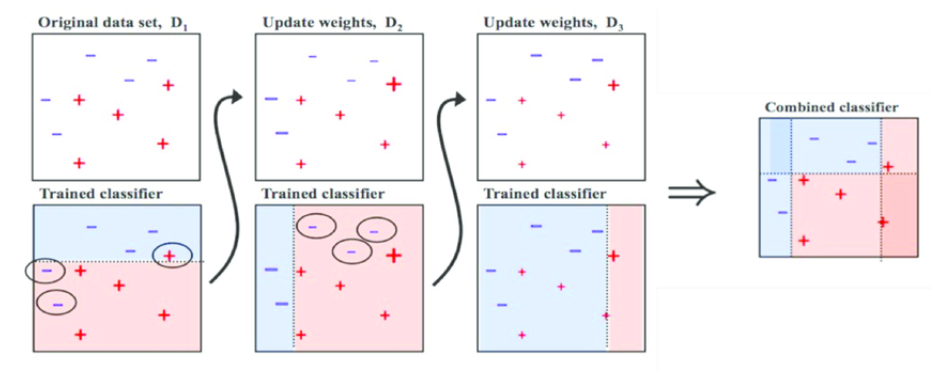 Original data set, D1
Update weights, D2
Update weights, D3
Combined classifier
Trained classifier
Trained classifier
Trained classifier